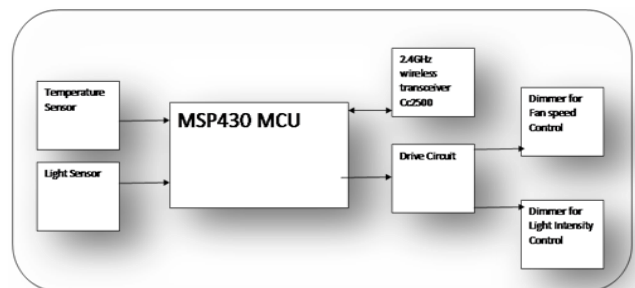 Temperature
Sensor
Light Sensor
MSP430 MCU
2.4GHz
wireless
transceiver
Cc2500
Drive Circuit
Dimmer for
Fan speed
Control
Dimmer for
Light Intensity
Control